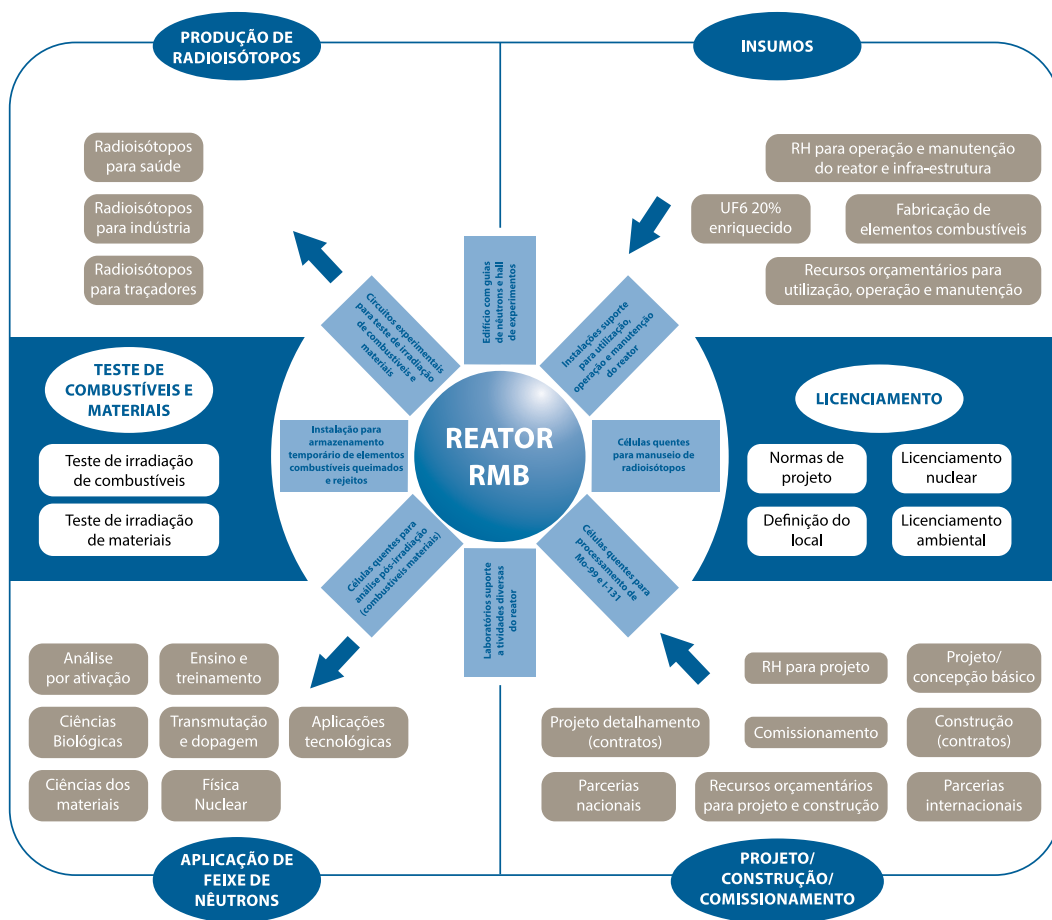 PRODUÇÃO DE
RADIOISÓTOPOS
INSUMOS
Radioisótopos
para saúde
Radioisótopos
para indústria
Radioisótopos
para traçadores
RH para operação e manutenção
do reator e infra-estrutura
UF6 20%
enriquecido
Fabricação de
elementos combustíveis
Recursos orçamentários para
utilização, operação e manutenção
TESTE DE
COMBUSTÍVEIS E
MATERIAIS
Teste de irradiação
de combustíveis
Teste de irradiação
de materiais
Circuitos experimentais
para teste de irradiação
de combustíveis e
materiais
Edifício com guias
de nêutrons e hall
de experimentos
Instalações suporte
para utilização,
operação e manutenção
do reator
Instalação para
armazenamento
temporário de elementos
combustíveis queimados
e rejeitos
REATOR
RMB
Células quentes
para manuseio de
radioisótopos
Células quentes para
análise pós-irradiação
(combustíveis materiais)
Laboratórios suporte
a tividades diversas
do reator
Células quentes para
processamento de
Mo-99 e I-131
LICENCIAMENTO
Normas de
projeto
Licenciamento
nuclear
Definição do
local
Licenciamento
ambiental
Análise
por ativação
Ensino e
treinamento
Ciências
Biológicas
Transmutação
e dopagem
Aplicações
tecnológicas
Ciências dos
materiais
Física
Nuclear
RH para projeto
Projeto/
concepção básico
Projeto detalhamento
(contratos)
Comissionamento
Construção
(contratos)
Parcerias
nacionais
Recursos orçamentários
para projeto e construção
Parcerias
internacionais
APLICAÇÃO DE
FEIXE DE
NÊUTRONS
PROJETO/
CONSTRUÇÃO/
COMISSIONAMENTO